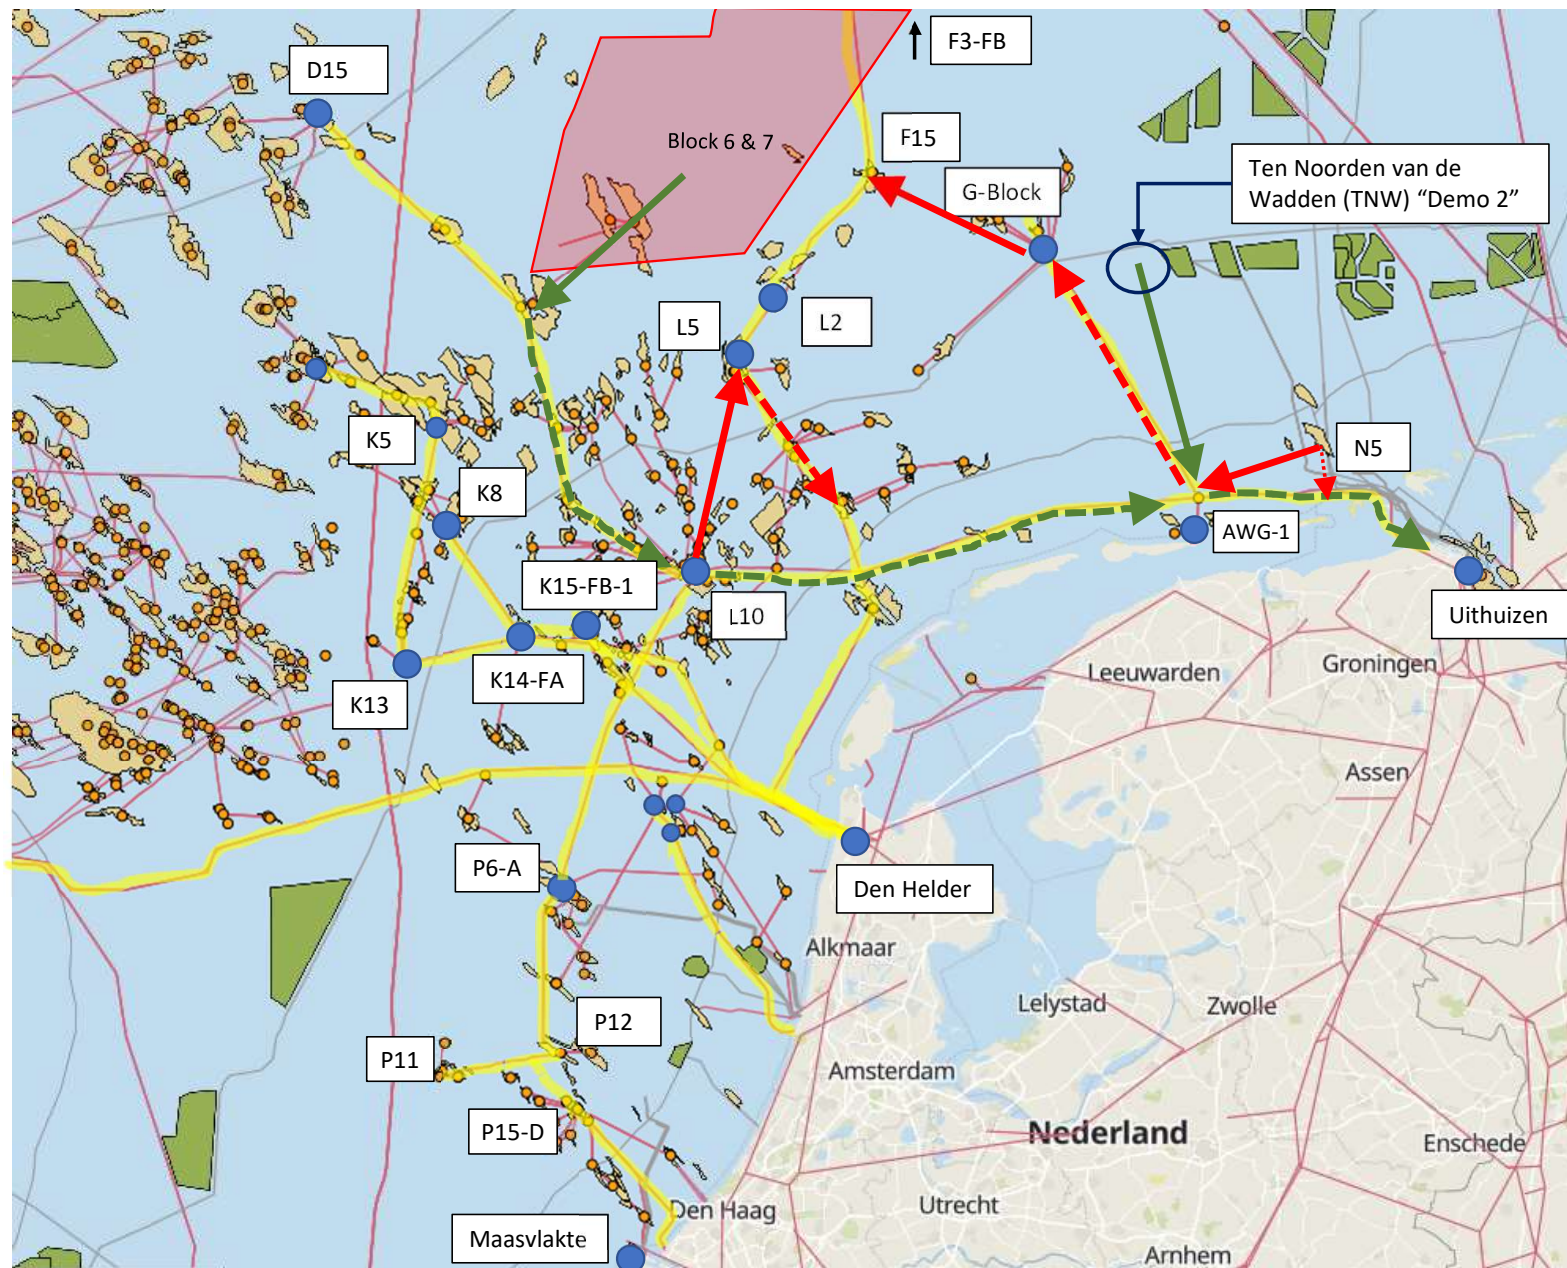 F3-FB
D15
Block 6 & 7
F15
G-Block
Ten Noorden van de
Wadden (TNW) “Demo 2”
L5
L2
K5
N5
K8
AWG-1
K15-FB-1
L10
Uithuizen
K14-FA
K13
Leeuwarden
Groningen
Assen
P6-A
Den Helder
Alkmaar
Lelystad
Zwolle
P12
P11
Amsterdam
P15-D
Nederland
Enschede
Den Haag
Utrecht
Maasvlakte
Arnhem